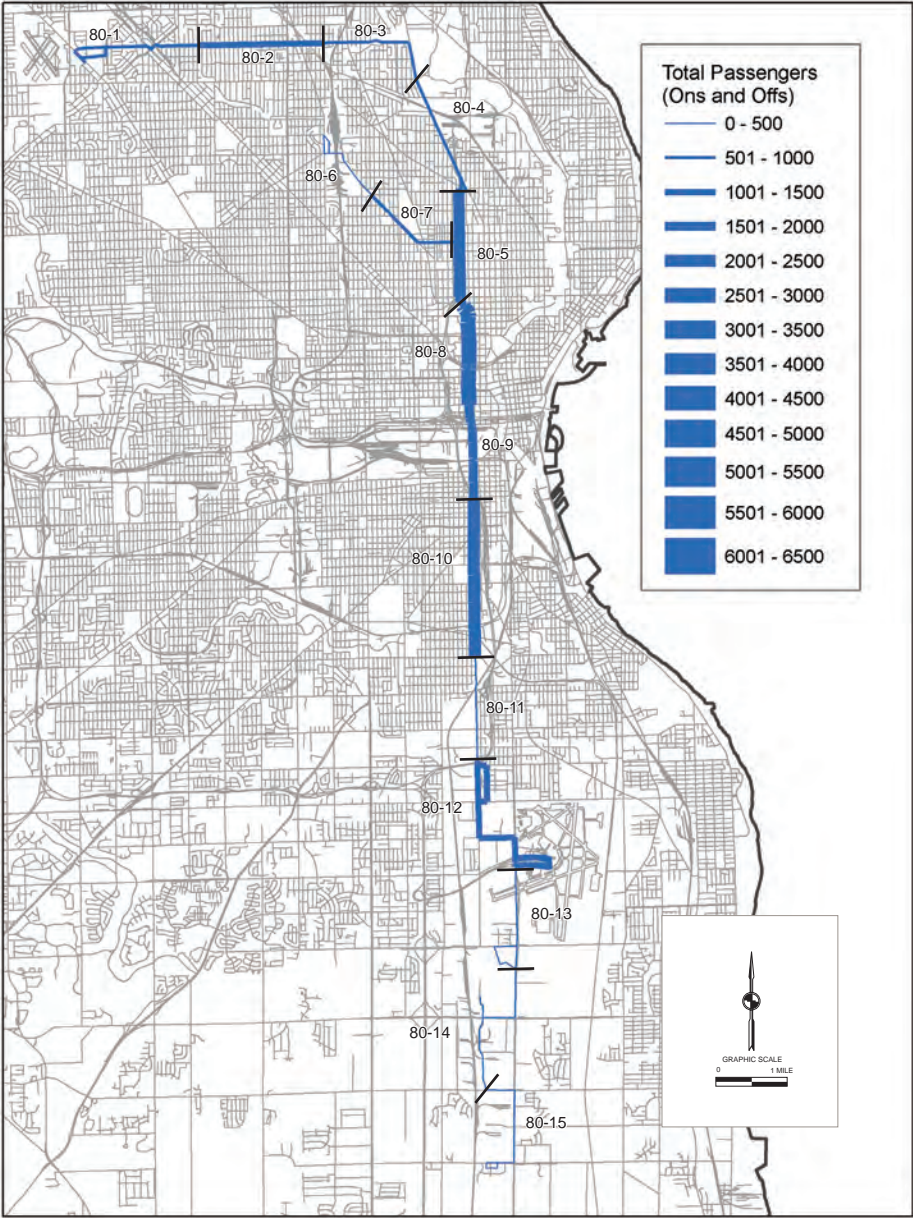 80-1
80-3
80-2
80-4
80-6
80-7
80-5
80-8
80-9
80-10
80-11
80-12
80-13
80-14
80-15
Total Passengers
(Ons and Offs)
0 - 500
501 - 1000
1001 - 1500
1501 - 2000
2001 - 2500
2501 - 3000
3001 - 3500
3501 - 4000
4001 - 4500
4501 - 5000
5001 - 5500
5501 - 6000
6001 - 6500
GRAPHIC SCALE
0 1 MILE